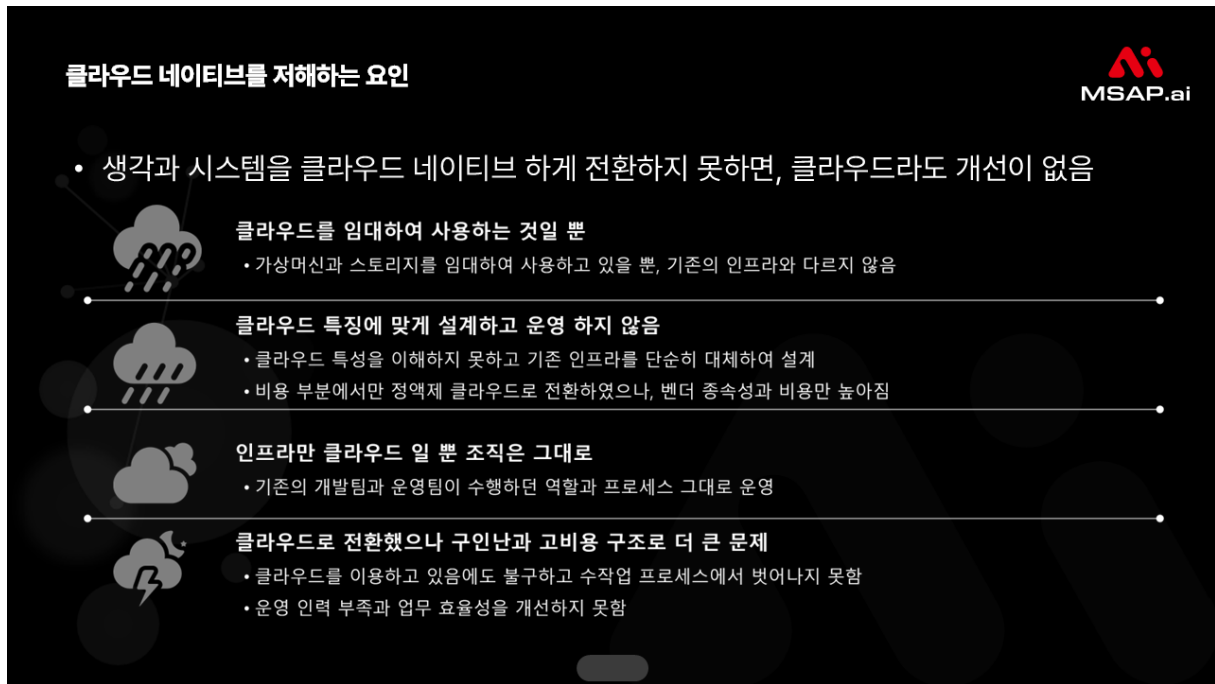 클라우드 네이티브를 저해하는 요인
MSAP.ai
• 생각과 시스템을 클라우드 네이티브 하게 전환하지 못하면, 클라우드라도 개선이 없음
클라우드를 임대하여 사용하는 것일 뿐
• 가상머신과 스토리지를 임대하여 사용하고 있을 뿐, 기존의 인프라와 다르지 않음
클라우드 특징에 맞게 설계하고 운영 하지 않음
• 클라우드 특성을 이해하지 못하고 기존 인프라를 단순히 대체하여 설계
• 비용 부분에서만 정액제 클라우드로 전환하였으나, 벤더 종속성과 비용만 높아짐
인프라만 클라우드 일 뿐 조직은 그대로
• 기존의 개발팀과 운영팀이 수행하던 역할과 프로세스 그대로 운영
클라우드로 전환했으나 구인난과 고비용 구조로 더 큰 문제
• 클라우드를 이용하고 있음에도 불구하고 수작업 프로세스에서 벗어나지 못함
• 운영 인력 부족과 업무 효율성을 개선하지 못함